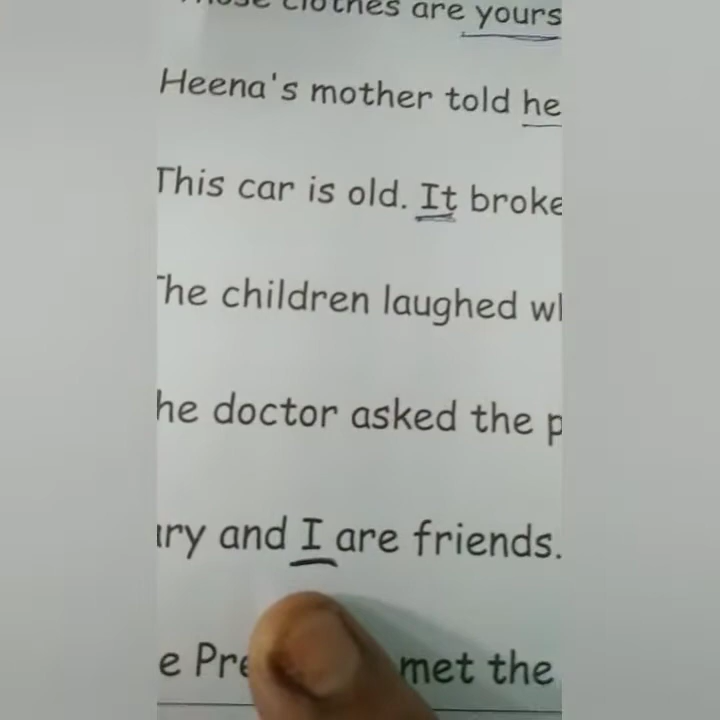 clothes are yours
Heena's mother told he
This car is old. It broke
The children laughed
he doctor asked the p
and I are friends.
e Pre met the